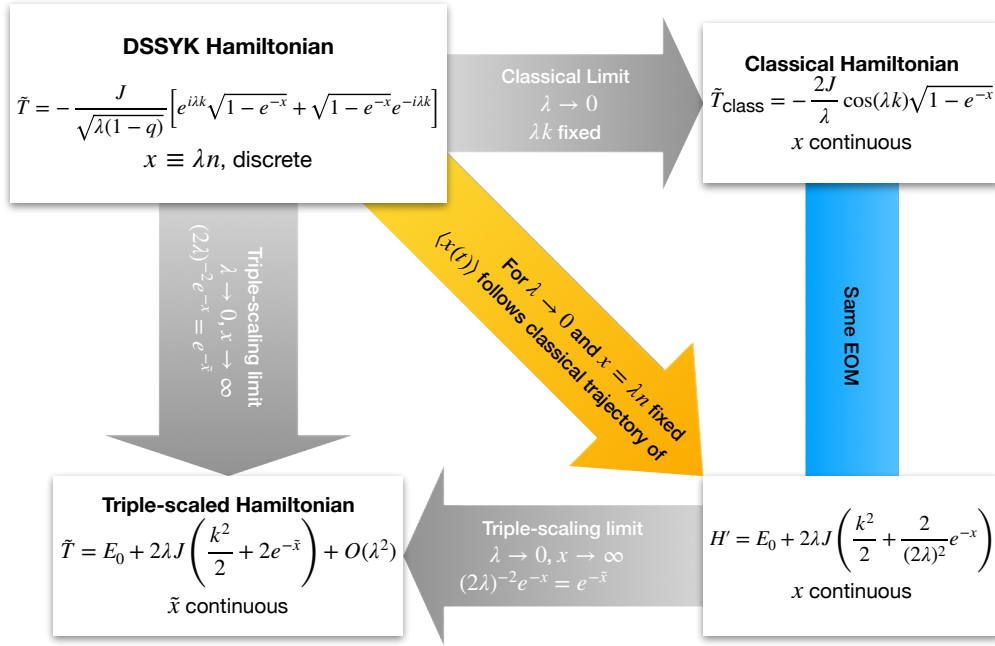 DSSYK Hamiltonian
T̃ = − J / √(λ(1 − q)) [e^{iλk} √(1 − e^{−x}) + √(1 − e^{−x}) e^{−iλk}]
x ≡ λn, discrete
Classical Limit
λ → 0
λk fixed
Classical Hamiltonian
T̃_class = − (2J/λ) cos(λk) √(1 − e^{−x})
x continuous
Triple-scaling limit
λ → 0, x → ∞
(2λ)^{−2} e^{−x} = e^{−x̃}
For λ → 0 and x = λn fixed
⟨x(t)⟩ follows classical trajectory of
Same EOM
Triple-scaled Hamiltonian
T̃ = E_0 + 2λJ (k^2/2 + 2e^{−x̃}) + O(λ^2)
x̃ continuous
Triple-scaling limit
λ → 0, x → ∞
(2λ)^{−2} e^{−x} = e^{−x̃}
H′ = E_0 + 2λJ (k^2/2 + 2/(2λ)^2 e^{−x})
x continuous